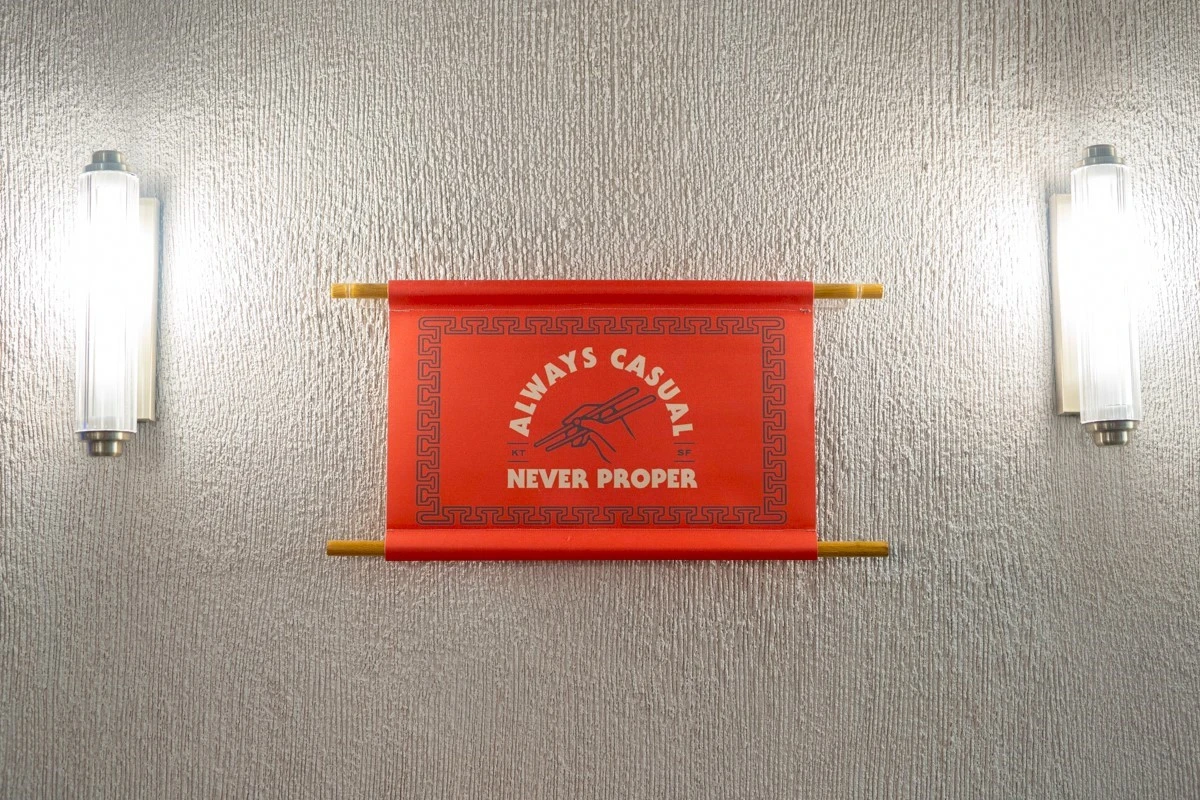 ALWAYS CASUAL
KT SF
NEVER PROPER